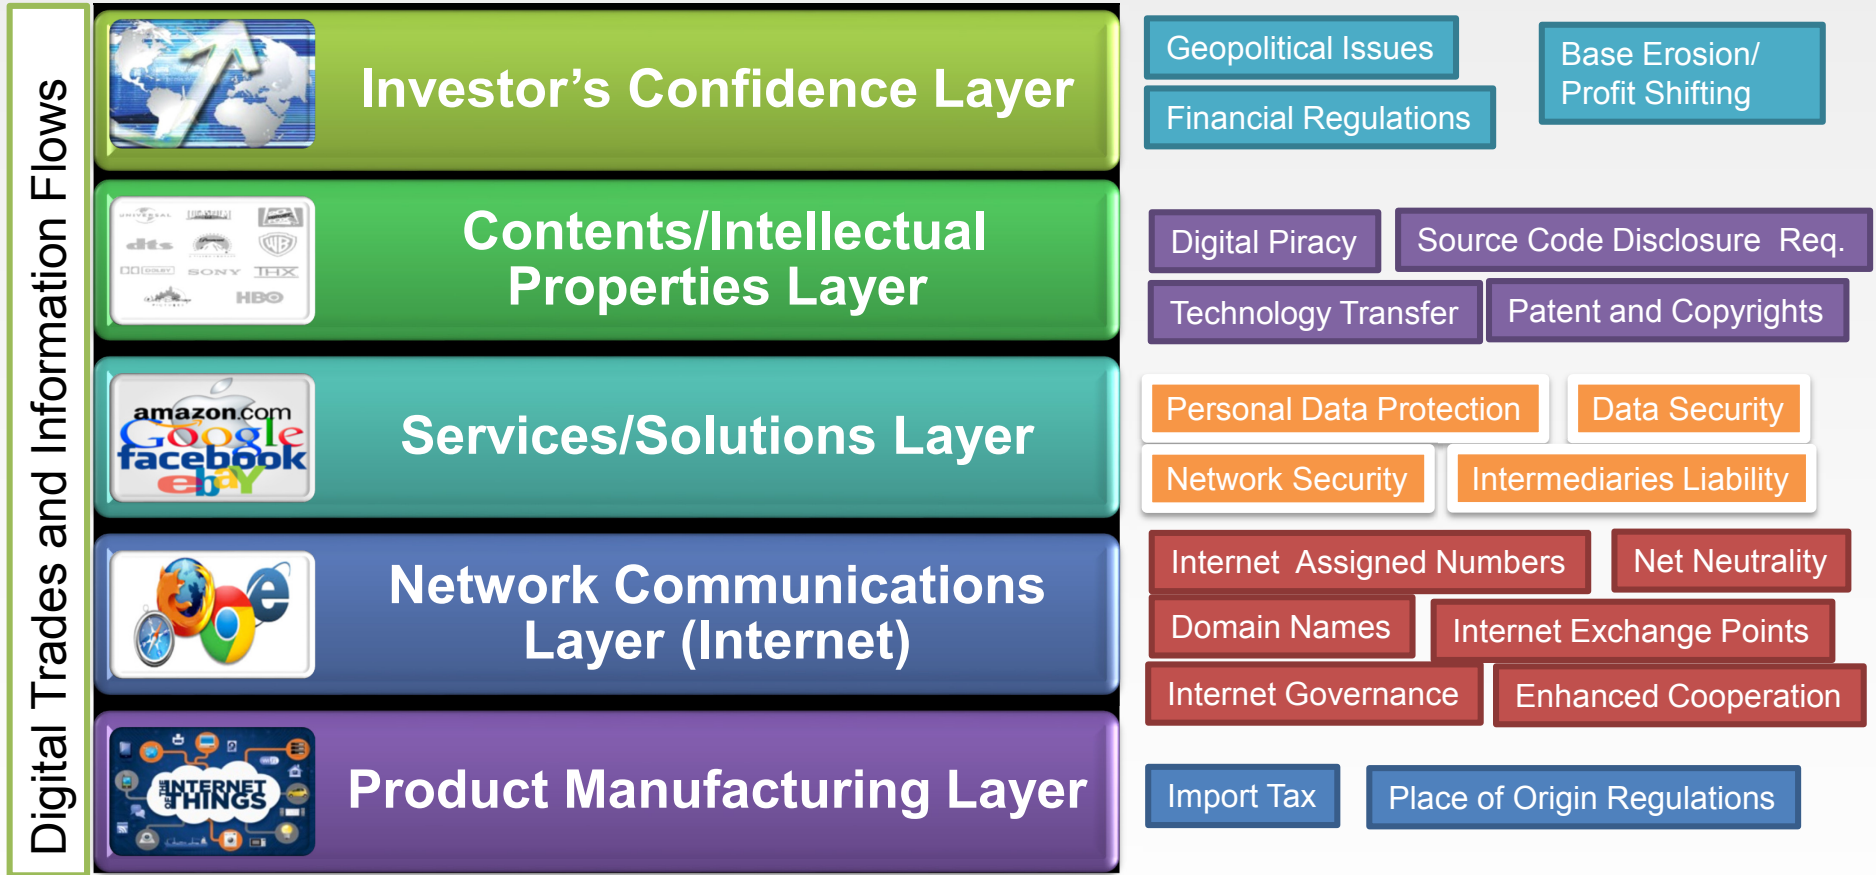 Digital Trades and Information Flows
Investor’s Confidence Layer
Geopolitical Issues
Financial Regulations
Base Erosion/
Profit Shifting
UNIVERSAL
dts
WB
DOLBY
SONY
THX
HBO
Contents/Intellectual
Properties Layer
Digital Piracy
Source Code Disclosure Req.
Technology Transfer
Patent and Copyrights
amazon.com
Google
facebook
ebaY
Services/Solutions Layer
Personal Data Protection
Data Security
Network Security
Intermediaries Liability
Network Communications
Layer (Internet)
Internet Assigned Numbers
Net Neutrality
Domain Names
Internet Exchange Points
Internet Governance
Enhanced Cooperation
THE
INTERNET
OF THINGS
Product Manufacturing Layer
Import Tax
Place of Origin Regulations